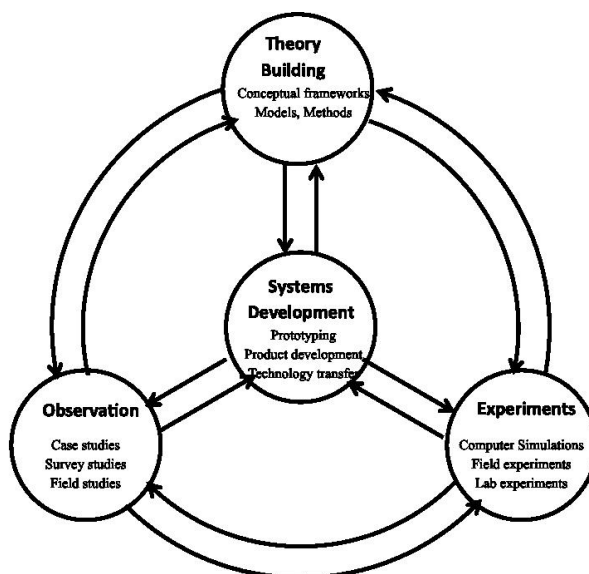 Theory
Building
Conceptual frameworks
Models, Methods
Systems
Development
Prototyping
Product development
Technology transfer
Observation
Case studies
Survey studies
Field studies
Experiments
Computer Simulations
Field experiments
Lab experiments